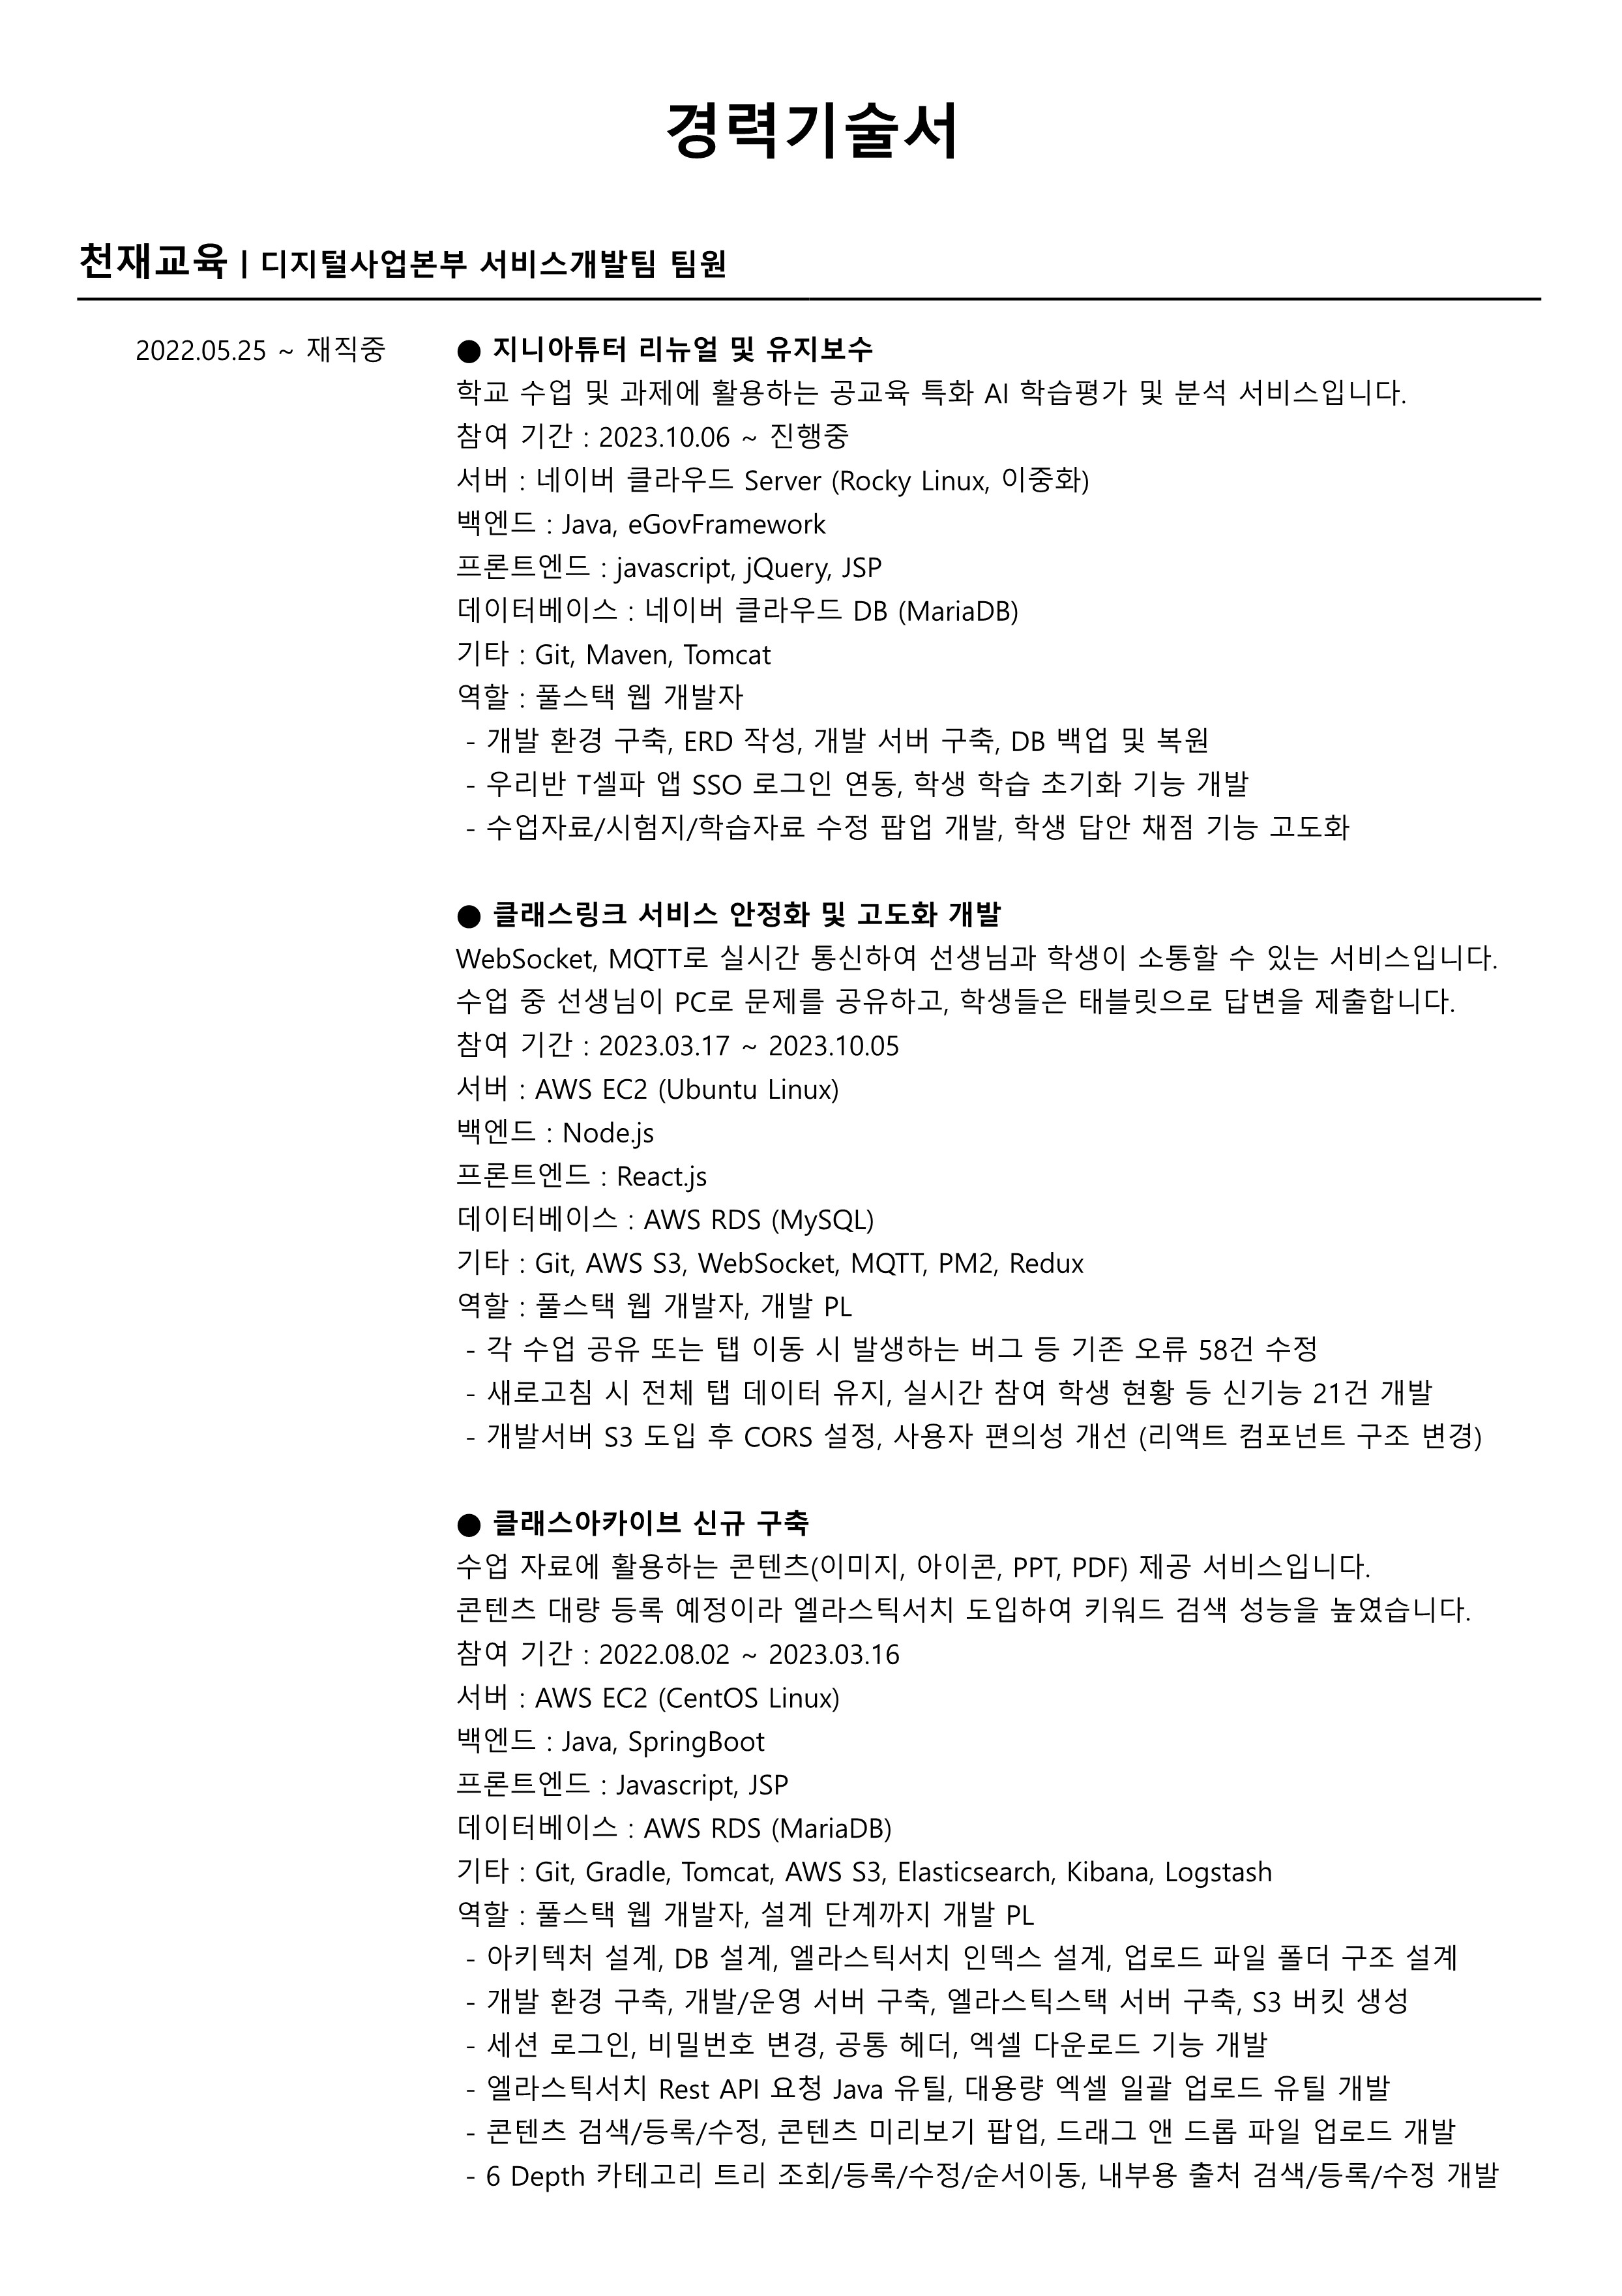 경력기술서
천재교육 | 디지털사업본부 서비스개발팀 팀원
2022.05.25 ~ 재직중
● 지니아튜터 리뉴얼 및 유지보수
학교 수업 및 과제에 활용하는 공교육 특화 AI 학습평가 및 분석 서비스입니다.
참여 기간 : 2023.10.06 ~ 진행중
서버 : 네이버 클라우드 Server (Rocky Linux, 이중화)
백엔드 : Java, eGovFramework
프론트엔드 : javascript, jQuery, JSP
데이터베이스 : 네이버 클라우드 DB (MariaDB)
기타 : Git, Maven, Tomcat
역할 : 풀스택 웹 개발자
- 개발 환경 구축, ERD 작성, 개발 서버 구축, DB 백업 및 복원
- 우리반 T셀파 앱 SSO 로그인 연동, 학생 학습 초기화 기능 개발
- 수업자료/시험지/학습자료 수정 팝업 개발, 학생 답안 채점 기능 고도화
● 클래스링크 서비스 안정화 및 고도화 개발
WebSocket, MQTT로 실시간 통신하여 선생님과 학생이 소통할 수 있는 서비스입니다.
수업 중 선생님이 PC로 문제를 공유하고, 학생들은 태블릿으로 답변을 제출합니다.
참여 기간 : 2023.03.17 ~ 2023.10.05
서버 : AWS EC2 (Ubuntu Linux)
백엔드 : Node.js
프론트엔드 : React.js
데이터베이스 : AWS RDS (MySQL)
기타 : Git, AWS S3, WebSocket, MQTT, PM2, Redux
역할 : 풀스택 웹 개발자, 개발 PL
- 각 수업 공유 또는 탭 이동 시 발생하는 버그 등 기존 오류 58건 수정
- 새로고침 시 전체 탭 데이터 유지, 실시간 참여 학생 현황 등 신기능 21건 개발
- 개발서버 S3 도입 후 CORS 설정, 사용자 편의성 개선 (리액트 컴포넌트 구조 변경)
● 클래스아카이브 신규 구축
수업 자료에 활용하는 콘텐츠(이미지, 아이콘, PPT, PDF) 제공 서비스입니다.
콘텐츠 대량 등록 예정이라 엘라스틱서치 도입하여 키워드 검색 성능을 높였습니다.
참여 기간 : 2022.08.02 ~ 2023.03.16
서버 : AWS EC2 (CentOS Linux)
백엔드 : Java, SpringBoot
프론트엔드 : Javascript, JSP
데이터베이스 : AWS RDS (MariaDB)
기타 : Git, Gradle, Tomcat, AWS S3, Elasticsearch, Kibana, Logstash
역할 : 풀스택 웹 개발자, 설계 단계까지 개발 PL
- 아키텍처 설계, DB 설계, 엘라스틱서치 인덱스 설계, 업로드 파일 폴더 구조 설계
- 개발 환경 구축, 개발/운영 서버 구축, 엘라스틱스택 서버 구축, S3 버킷 생성
- 세션 로그인, 비밀번호 변경, 공통 헤더, 엑셀 다운로드 기능 개발
- 엘라스틱서치 Rest API 요청 Java 유틸, 대용량 엑셀 일괄 업로드 유틸 개발
- 콘텐츠 검색/등록/수정, 콘텐츠 미리보기 팝업, 드래그 앤 드롭 파일 업로드 개발
- 6 Depth 카테고리 트리 조회/등록/수정/순서이동, 내부용 출처 검색/등록/수정 개발